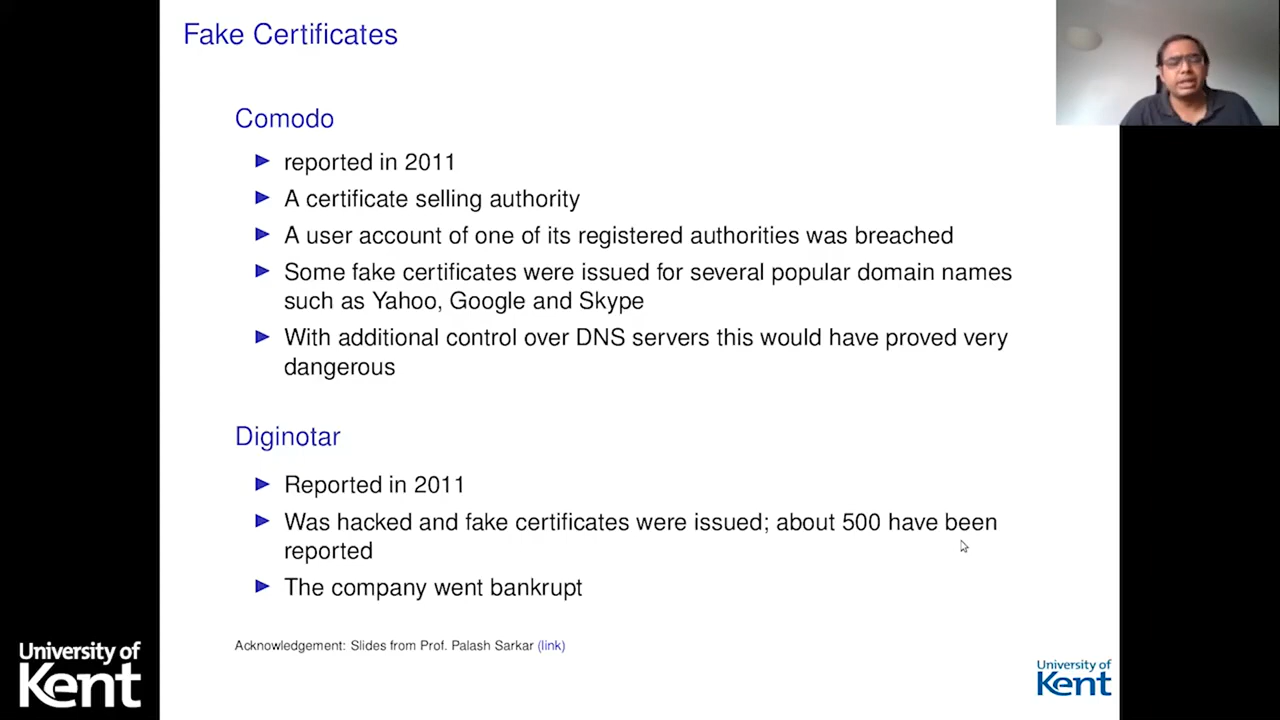 Fake Certificates
Comodo
reported in 2011
A certificate selling authority
A user account of one of its registered authorities was breached
Some fake certificates were issued for several popular domain names
such as Yahoo, Google and Skype
With additional control over DNS servers this would have proved very
dangerous
Diginotar
Reported in 2011
Was hacked and fake certificates were issued; about 500 have been
reported
The company went bankrupt
Acknowledgement: Slides from Prof. Palash Sarkar (link)
University of
Kent
University of
Kent